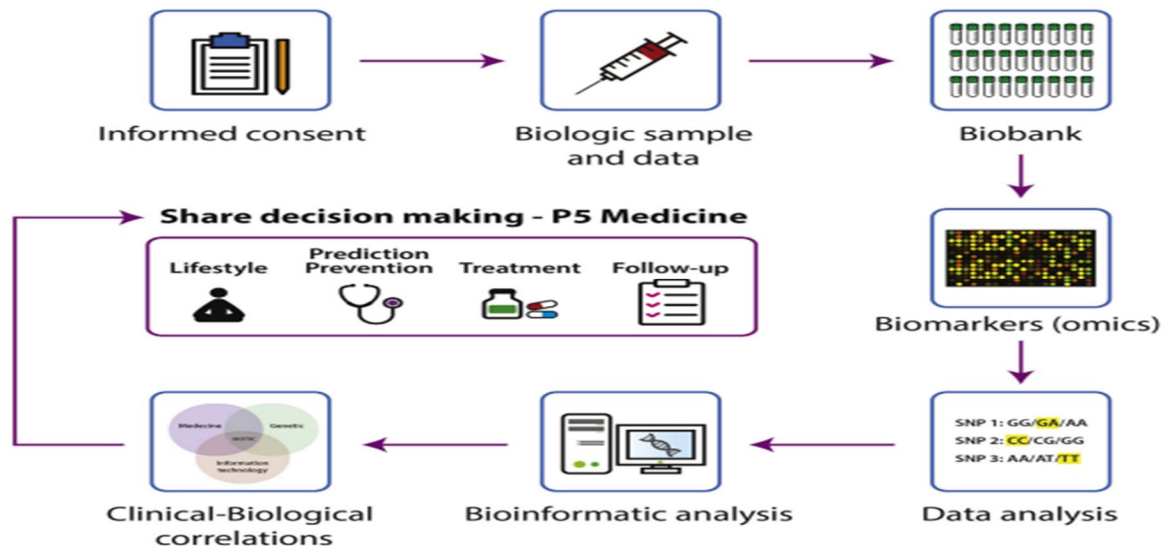 Informed consent
Biologic sample
and data
Biobank
Share decision making - P5 Medicine
Lifestyle
Prediction
Prevention
Treatment
Follow-up
Biomarkers (omics)
SNP 1: GG/GA/AA
SNP 2: CC/CG/GG
SNP 3: AA/AT/TT
Data analysis
Bioinformatic analysis
Medecine
Genetic
Information
technology
Clinical-Biological
correlations